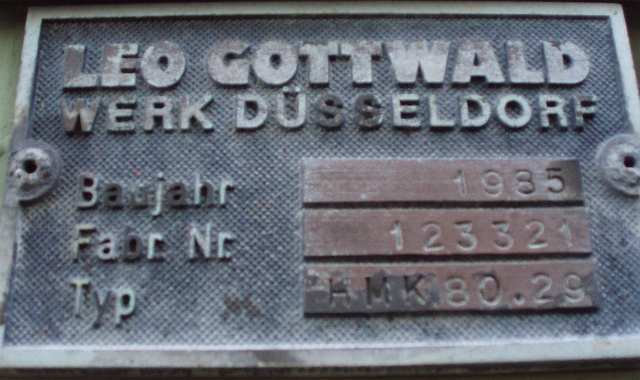 LEO GOTTWALD
WERK DÜSSELDORF
Baujahr 1985
Fabr. Nr. 123321
Typ HMK 80.29